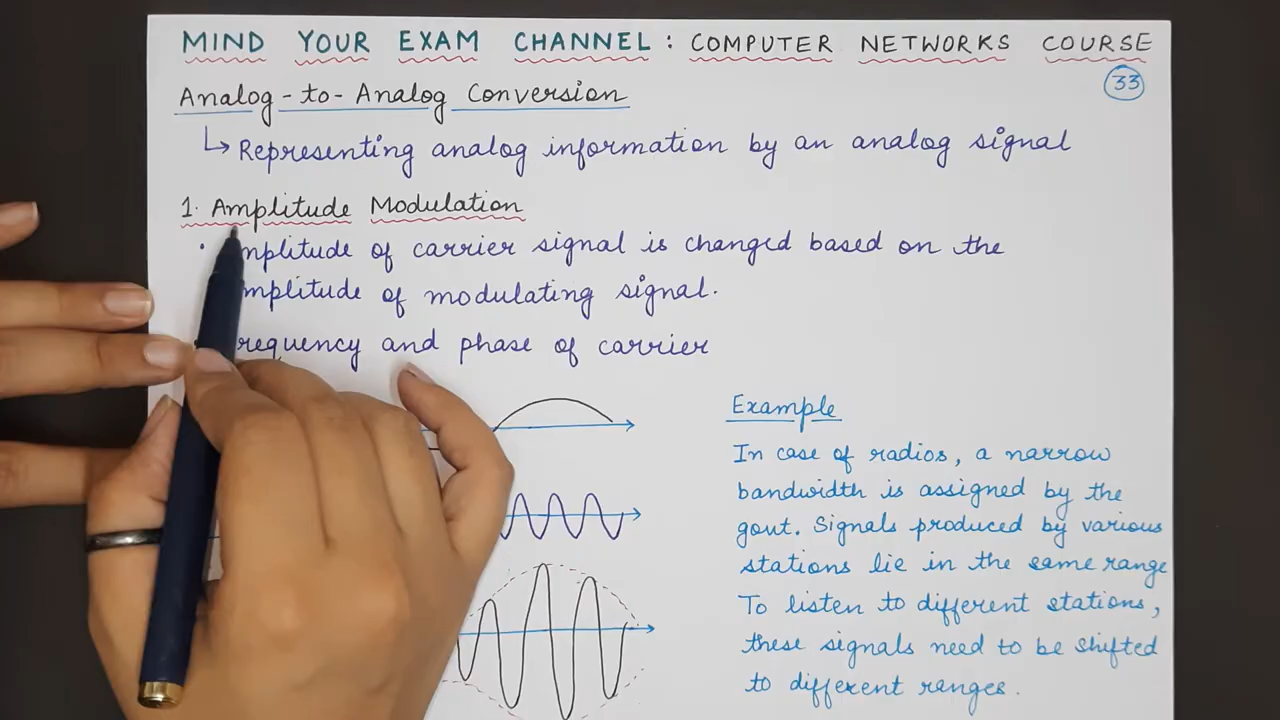 MIND YOUR EXAM CHANNEL : COMPUTER NETWORKS COURSE
33
Analog-to-Analog Conversion
↳ Representing analog information by an analog signal
1. Amplitude Modulation
• Amplitude of carrier signal is changed based on the
amplitude of modulating signal.
• Frequency and phase of carrier
Example
In case of radios, a narrow
bandwidth is assigned by the
govt. Signals produced by various
stations lie in the same range
To listen to different stations,
these signals need to be shifted
to different ranges.